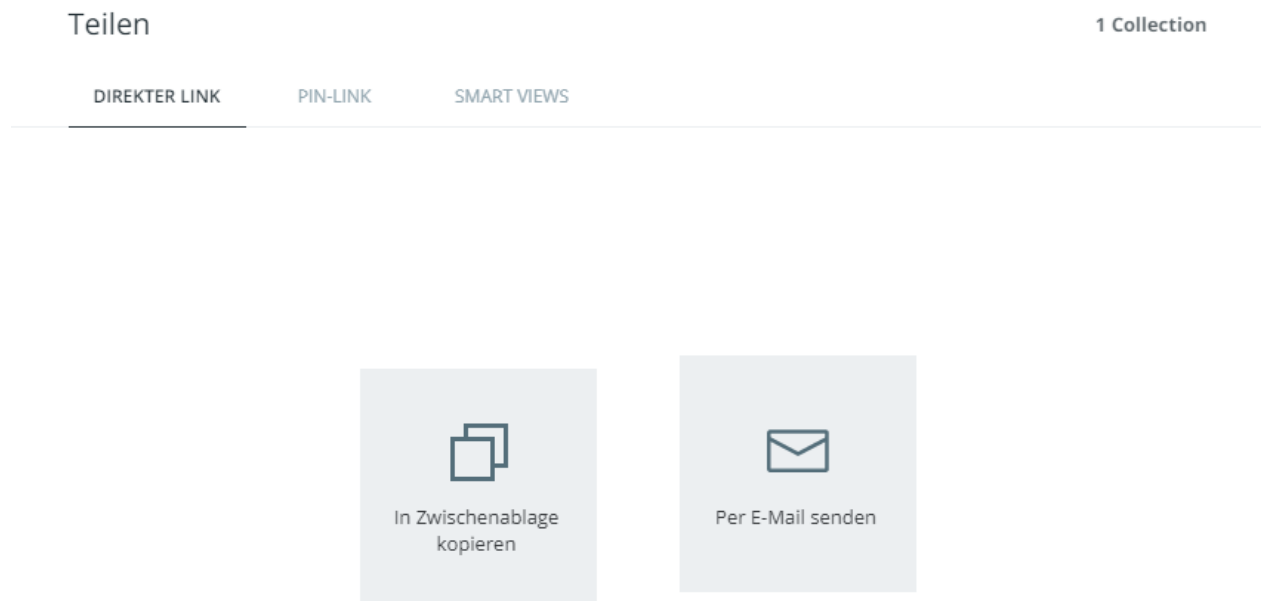 Teilen
1 Collection
DIREKTER LINK
PIN-LINK
SMART VIEWS
In Zwischenablage
kopieren
Per E-Mail senden